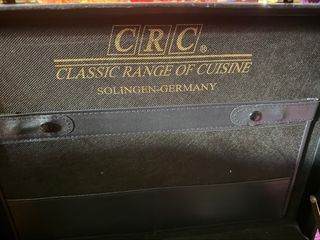 CRC®
CLASSIC RANGE OF CUISINE
SOLINGEN-GERMANY